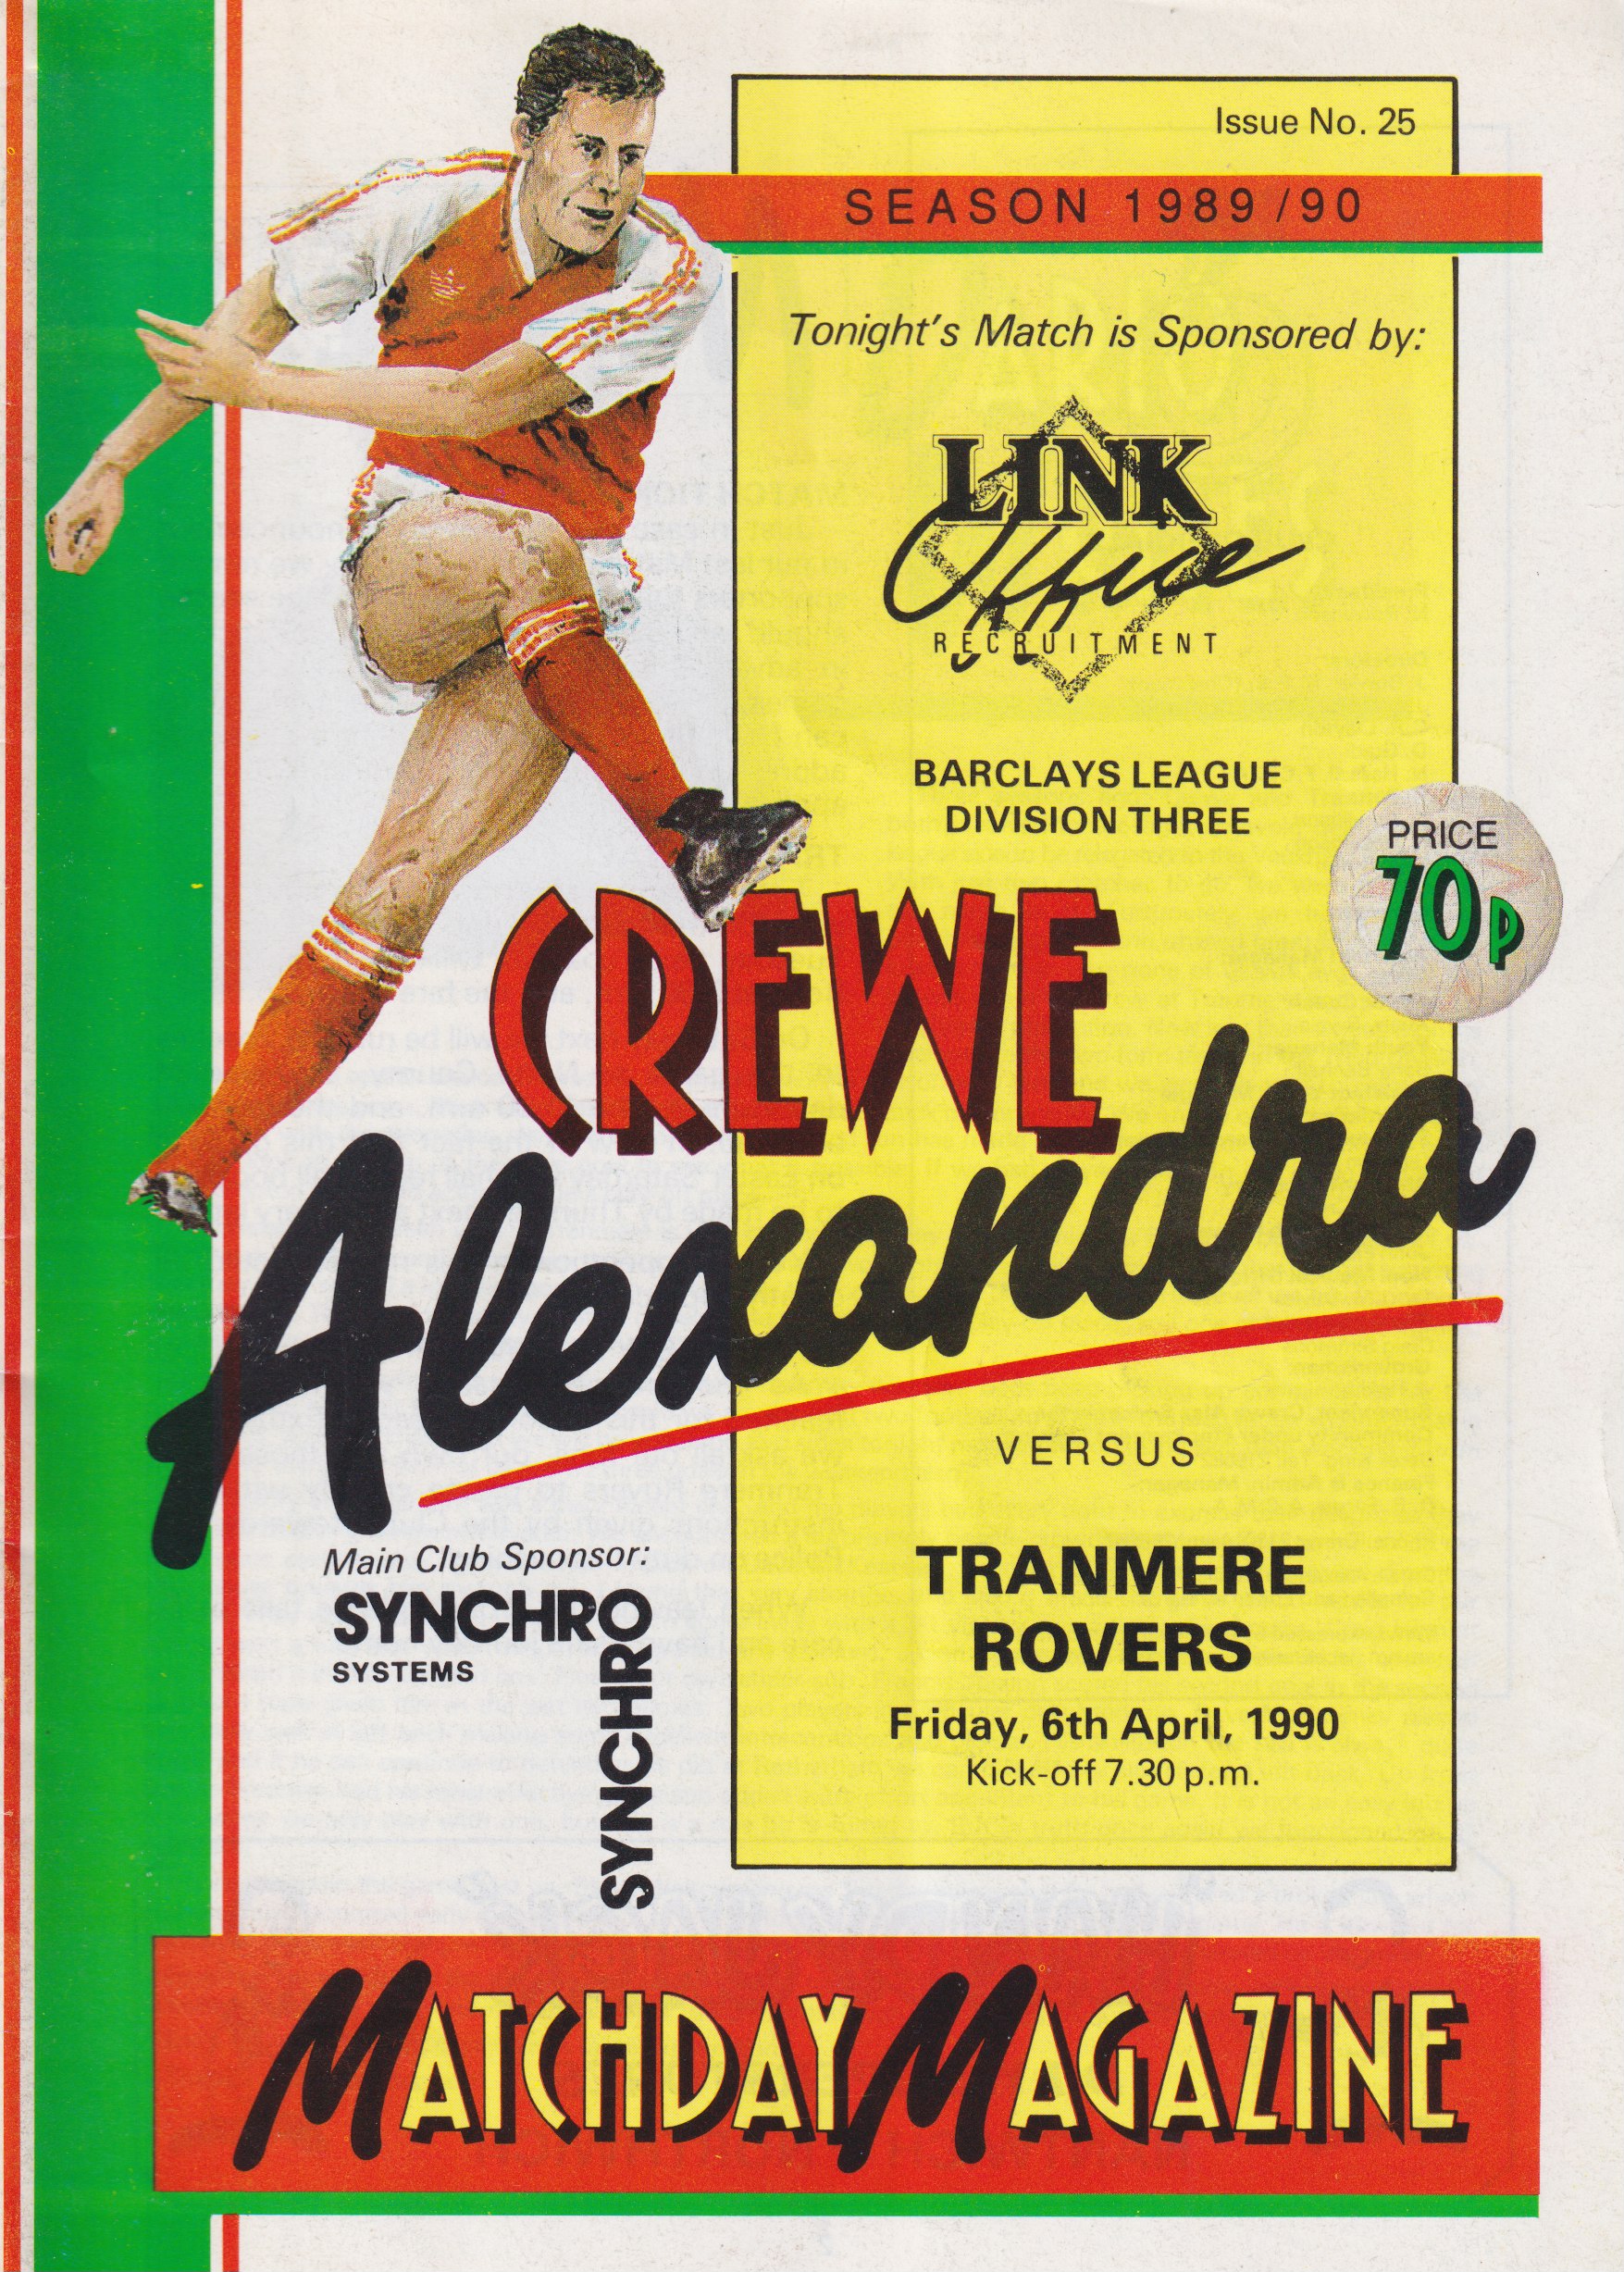 Issue No. 25
SEASON 1989/90
Tonight's Match is Sponsored by:
LINK
Office
RECRUITMENT
BARCLAYS LEAGUE
DIVISION THREE
PRICE
70p
CREWE
Alexandra
VERSUS
TRANMERE
ROVERS
Friday, 6th April, 1990
Kick-off 7.30 p.m.
Main Club Sponsor:
SYNCHRO
SYSTEMS
SYNCHRO
MATCHDAY MAGAZINE